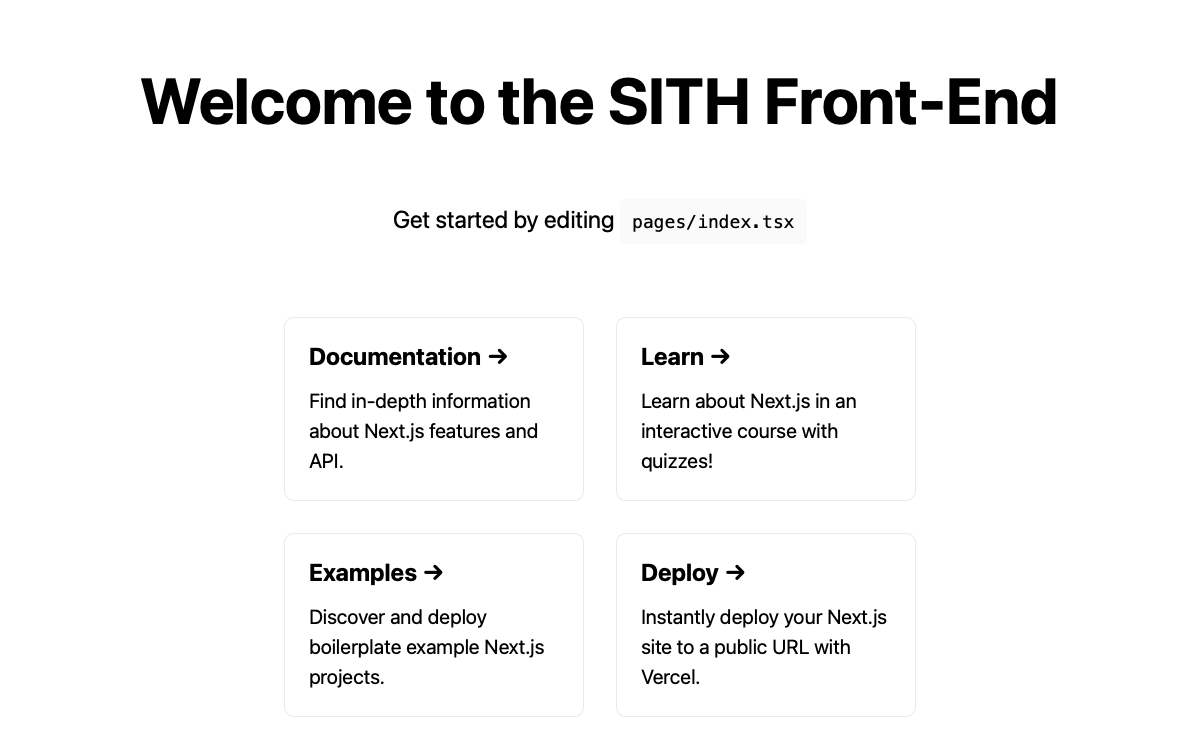 Welcome to the SITH Front-End
Get started by editing pages/index.tsx
Documentation →
Find in-depth information
about Next.js features and
API.
Learn →
Learn about Next.js in an
interactive course with
quizzes!
Examples →
Discover and deploy
boilerplate example Next.js
projects.
Deploy →
Instantly deploy your Next.js
site to a public URL with
Vercel.